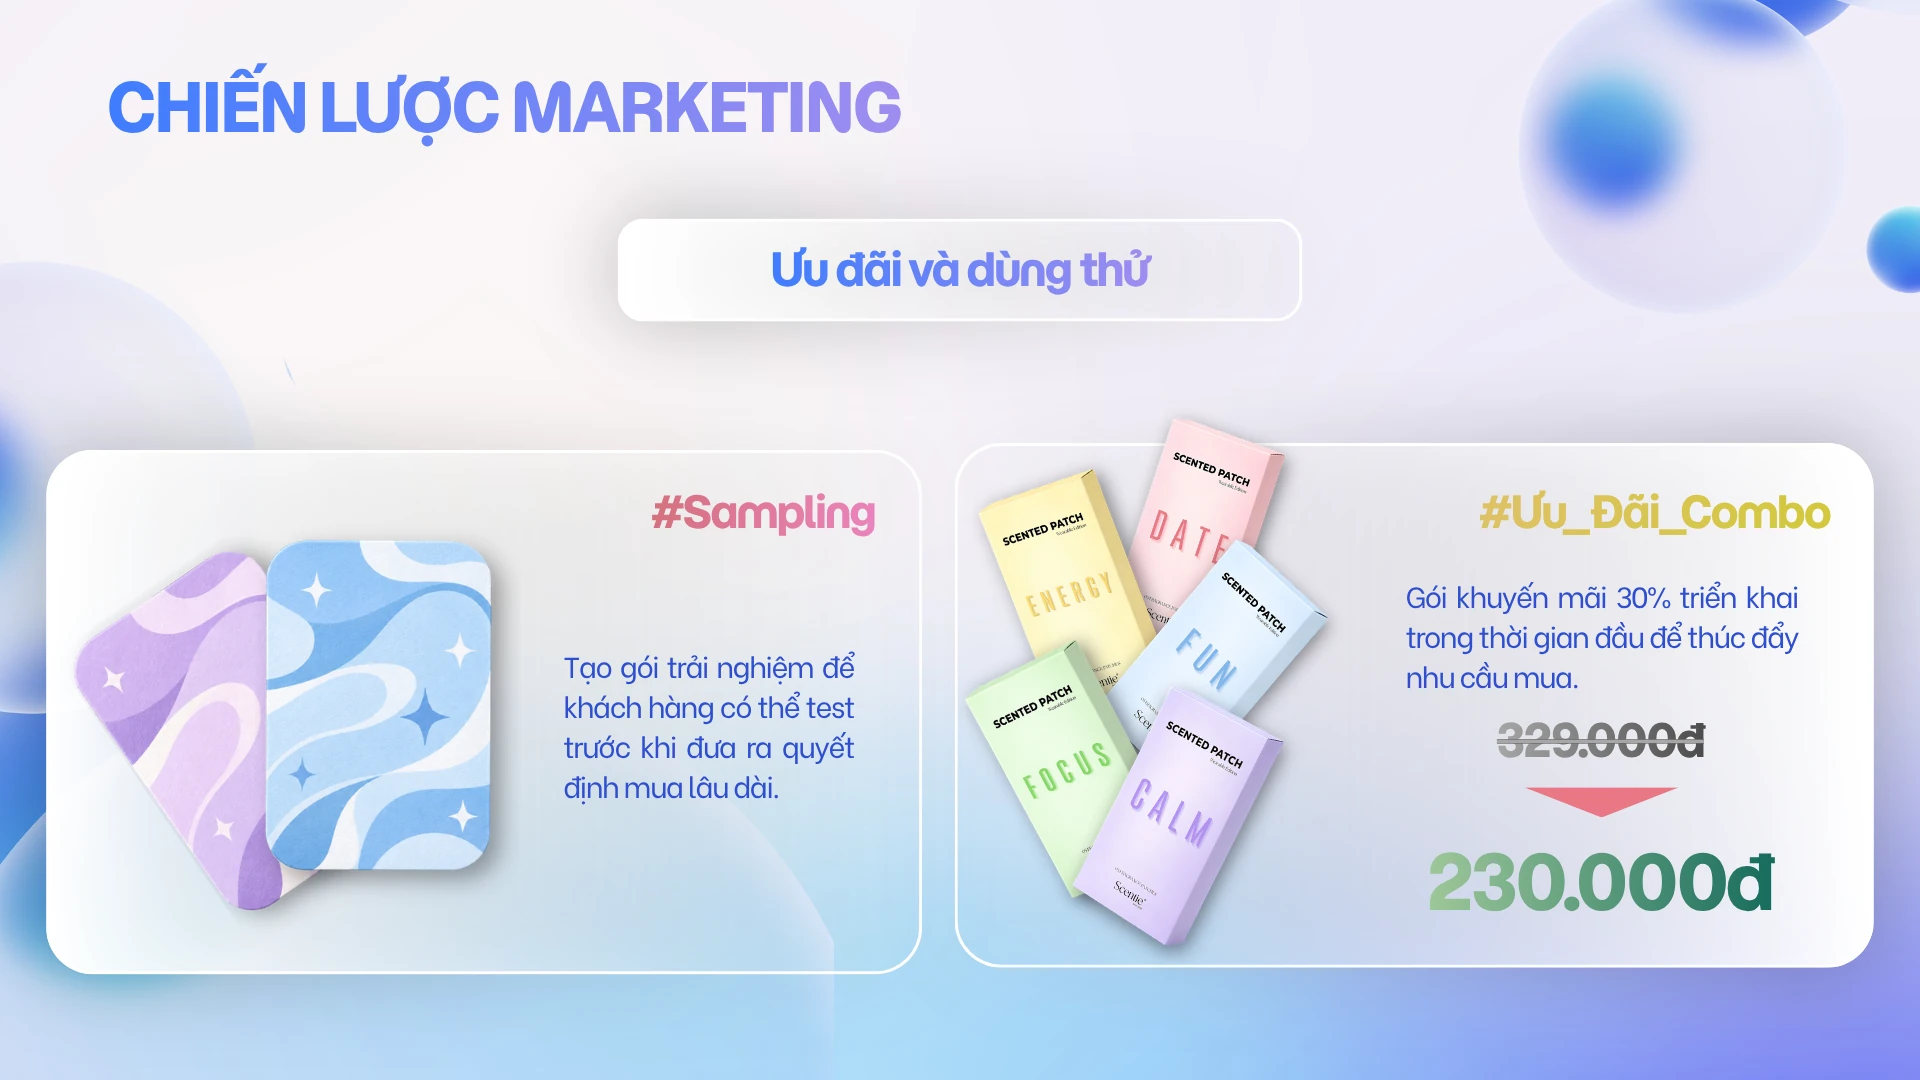 CHIẾN LƯỢC MARKETING
Ưu đãi và dùng thử
#Sampling
Tạo gói trải nghiệm để
khách hàng có thể test
trước khi đưa ra quyết
định mua lâu dài.
SCENTED PATCH
ENERGY
SCENTED PATCH
DATE
SCENTED PATCH
FUN
SCENTED PATCH
FOCUS
SCENTED PATCH
CALM
Scentie
#Ưu_Đãi_Combo
Gói khuyến mãi 30% triển khai
trong thời gian đầu để thúc đẩy
nhu cầu mua.
329.000đ
230.000đ